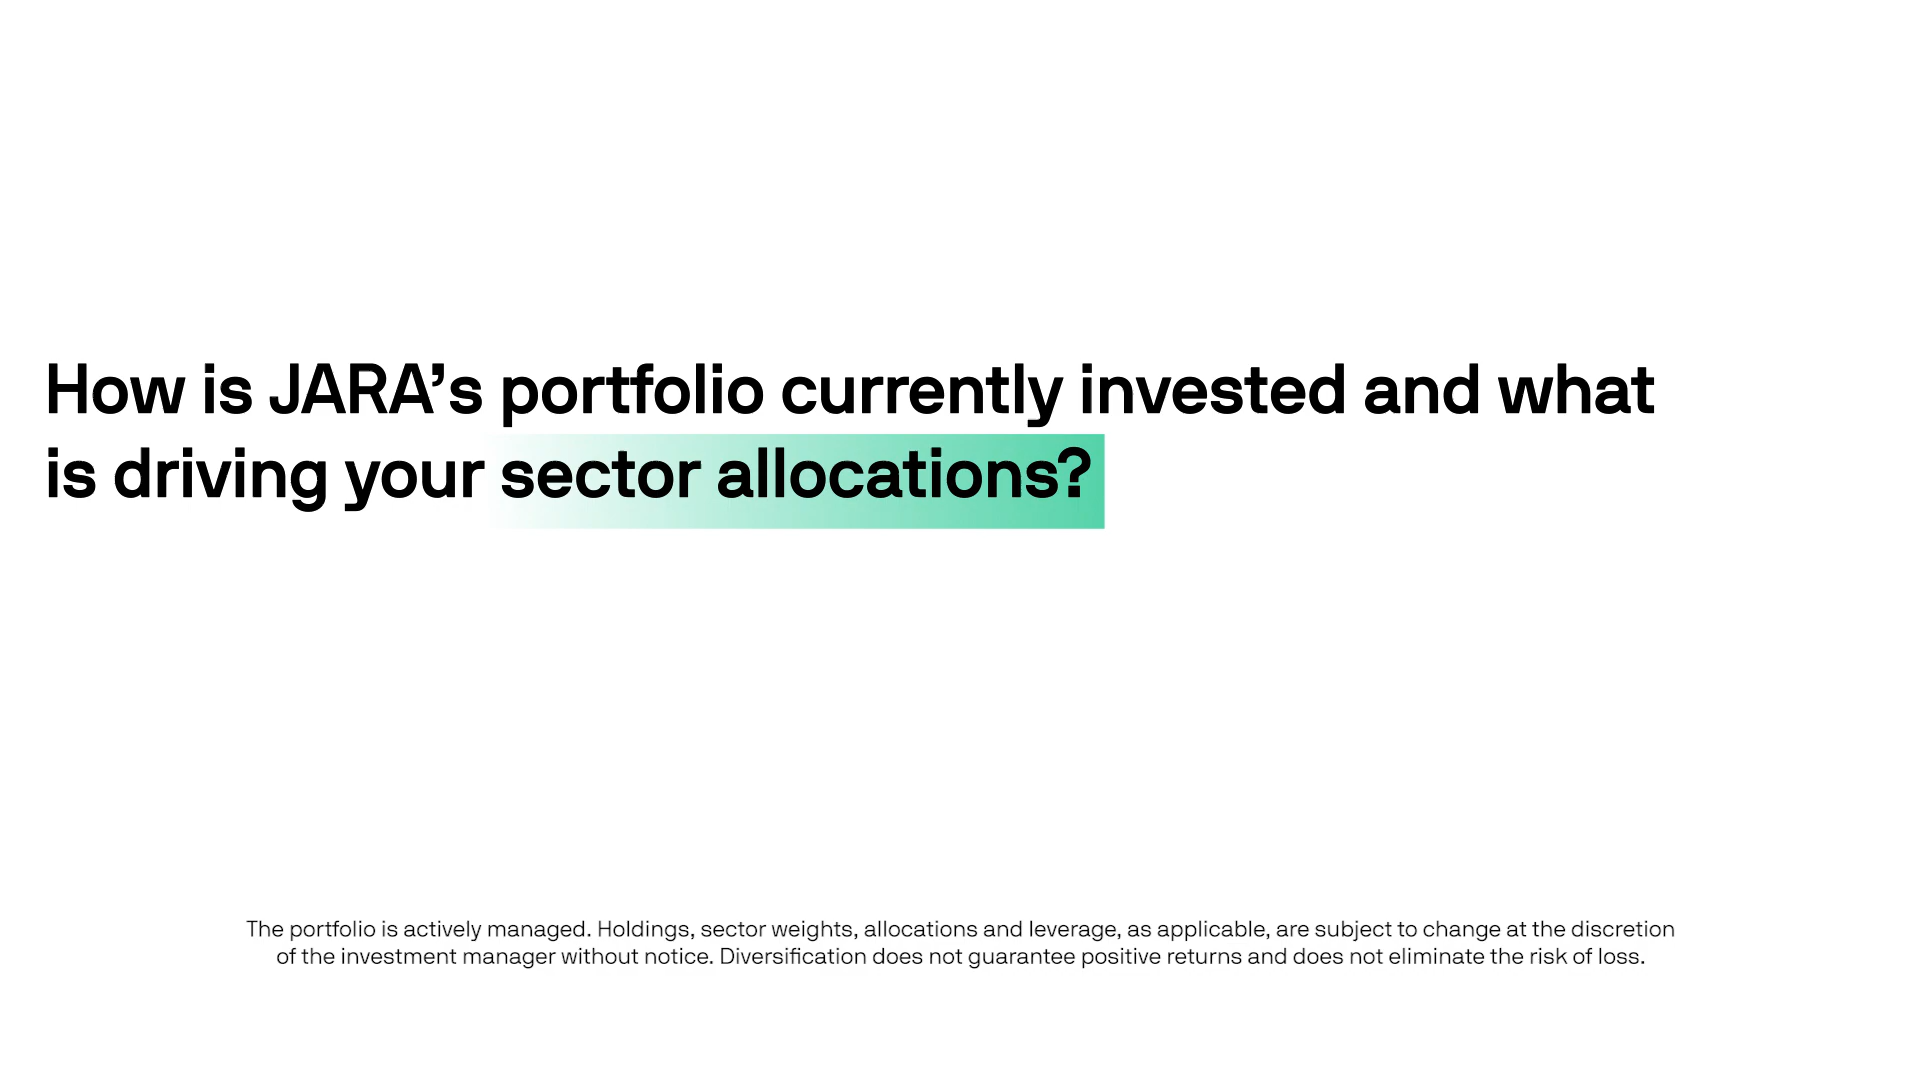 How is JARA’s portfolio currently invested and what
is driving your sector allocations?
The portfolio is actively managed. Holdings, sector weights, allocations and leverage, as applicable, are subject to change at the discretion
of the investment manager without notice. Diversification does not guarantee positive returns and does not eliminate the risk of loss.